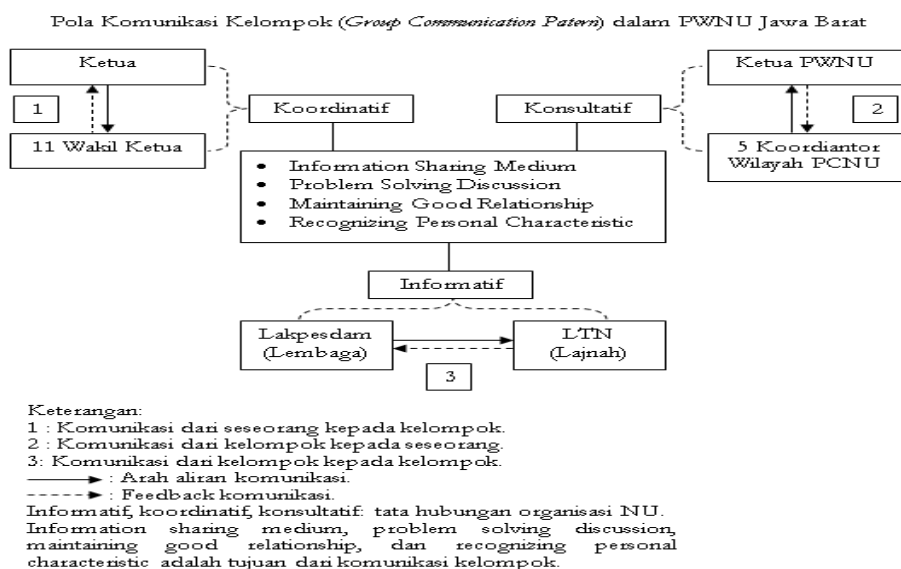 Pola Komunikasi Kelompok (Group Communication Patern) dalam PWNU Jawa Barat
Ketua
1
11 Wakil Ketua
Koordinatif
Konsultatif
Ketua PWNU
2
5 Koordiantor
Wilayah PCNU
• Information Sharing Medium
• Problem Solving Discussion
• Maintaining Good Relationship
• Recognizing Personal Characteristic
Informatif
Lakpesdam
(Lembaga)
LTN
(Lajnah)
3
Keterangan:
1 : Komunikasi dari seseorang kepada kelompok.
2 : Komunikasi dari kelompok kepada seseorang.
3: Komunikasi dari kelompok kepada kelompok.
: Arah aliran komunikasi.
: Feedback komunikasi.
Informatif, koordinatif, konsultatif: tata hubungan organisasi NU.
Information sharing medium, problem solving discussion,
maintaining good relationship, dan recognizing personal
characteristic adalah tujuan dari komunikasi kelompok.